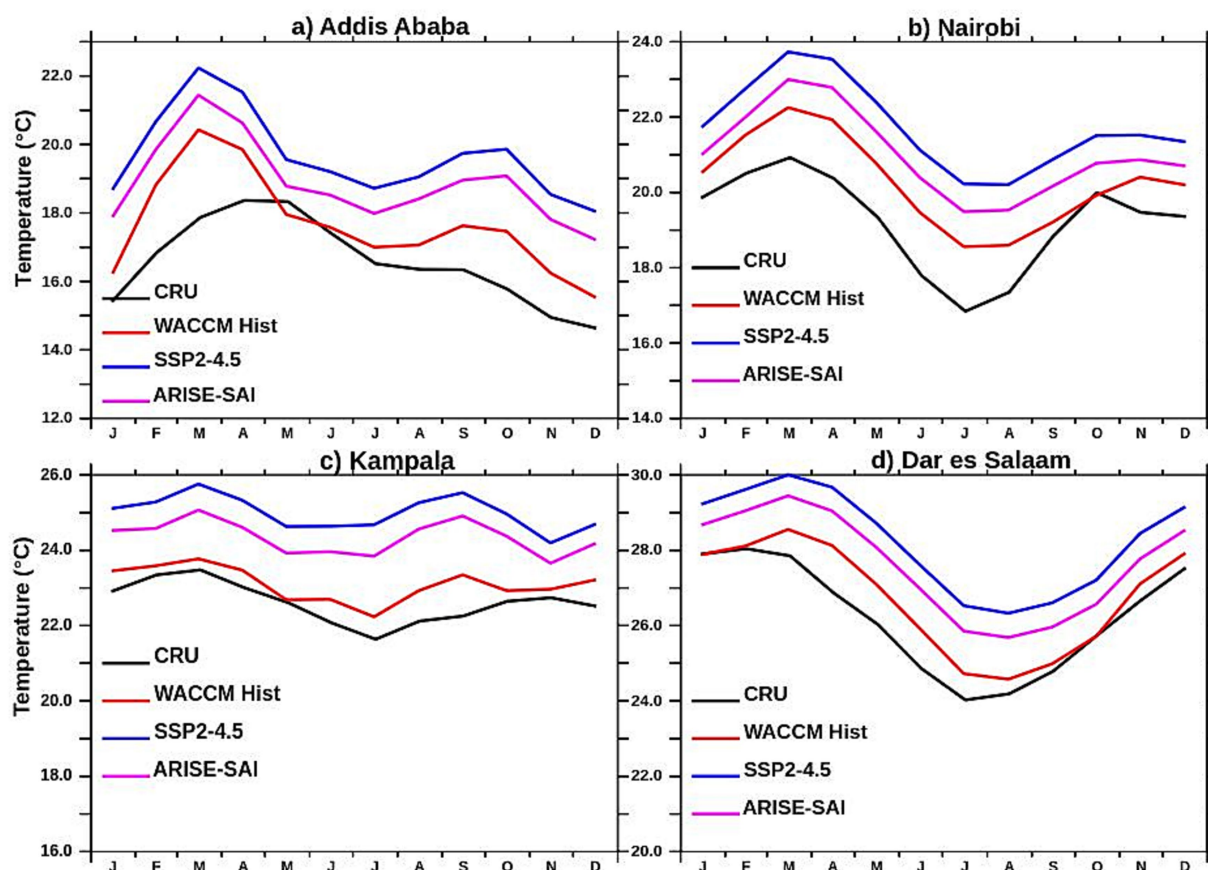 a) Addis Ababa
Temperature (°C)
22.0
20.0
18.0
16.0
14.0
12.0
CRU
WACCM Hist
SSP2-4.5
ARISE-SAI
J F M A M J J A S O N D
b) Nairobi
24.0
22.0
20.0
18.0
16.0
14.0
CRU
WACCM Hist
SSP2-4.5
ARISE-SAI
J F M A M J J A S O N D
c) Kampala
Temperature (°C)
26.0
24.0
22.0
20.0
18.0
16.0
CRU
WACCM Hist
SSP2-4.5
ARISE-SAI
J F M A M J J A S O N D
d) Dar es Salaam
30.0
28.0
26.0
24.0
22.0
20.0
CRU
WACCM Hist
SSP2-4.5
ARISE-SAI
J F M A M J J A S O N D